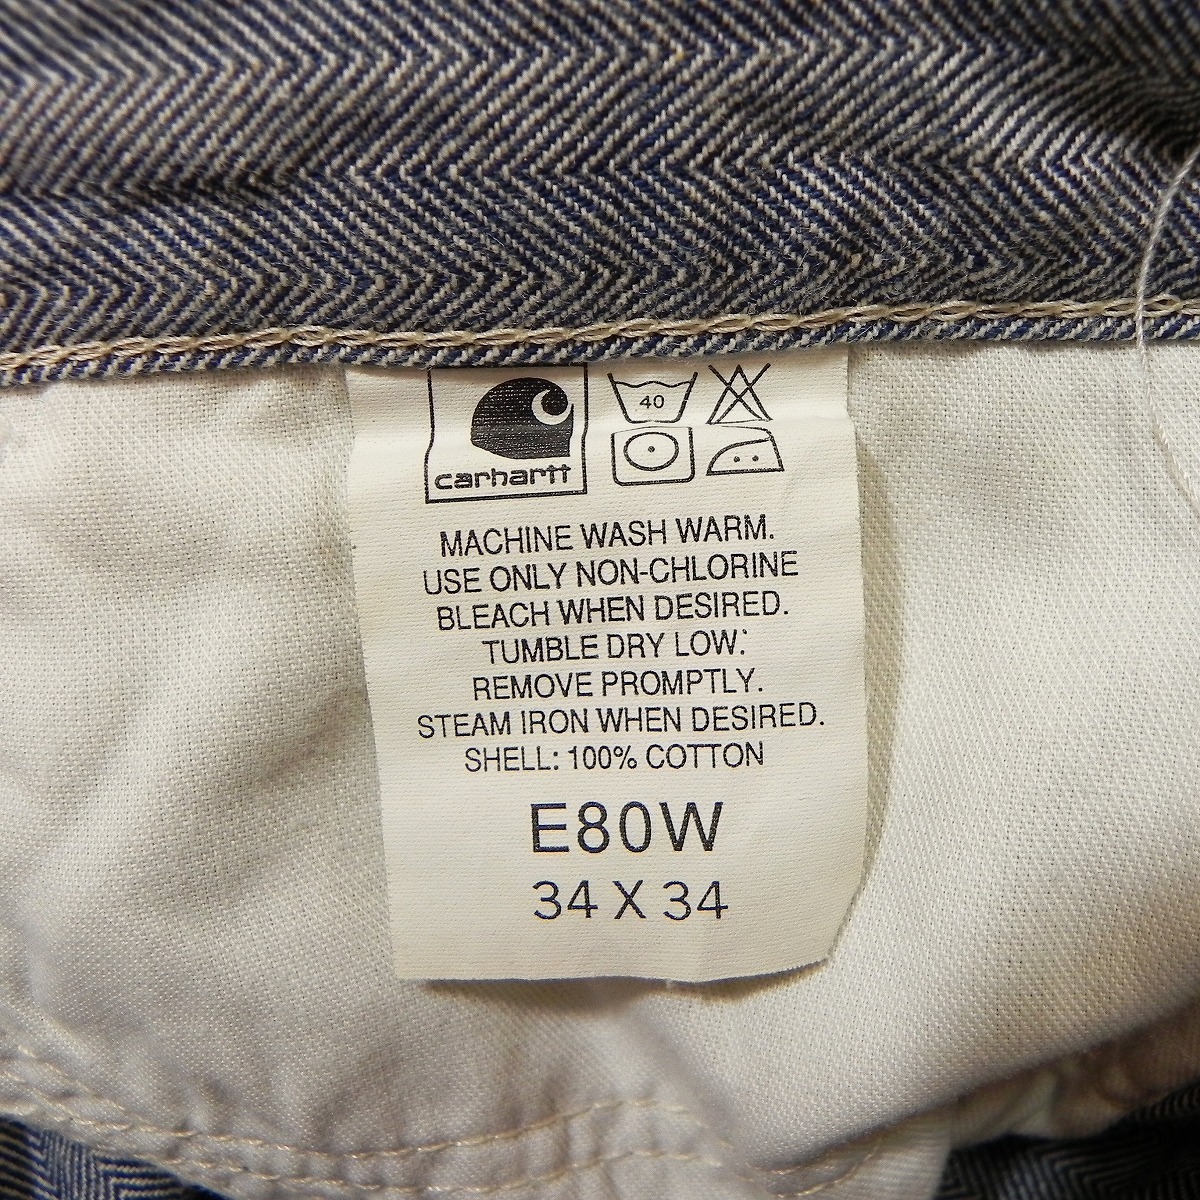 40
carhartt
MACHINE WASH WARM.
USE ONLY NON-CHLORINE
BLEACH WHEN DESIRED.
TUMBLE DRY LOW.
REMOVE PROMPTLY.
STEAM IRON WHEN DESIRED.
SHELL: 100% COTTON
E80W
34 X 34